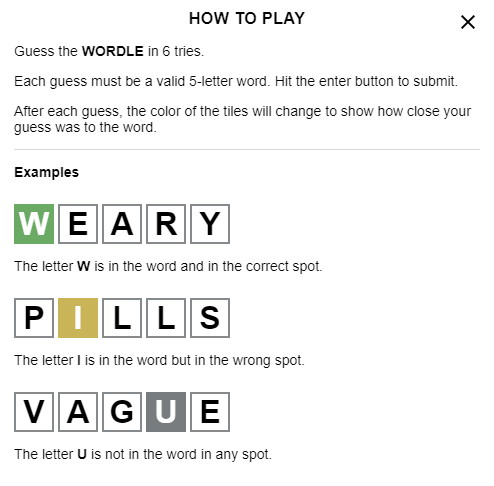 HOW TO PLAY
Guess the WORDLE in 6 tries.
Each guess must be a valid 5-letter word. Hit the enter button to submit.
After each guess, the color of the tiles will change to show how close your
guess was to the word.
Examples
WEARY
The letter W is in the word and in the correct spot.
PILLS
The letter I is in the word but in the wrong spot.
VAGUE
The letter U is not in the word in any spot.